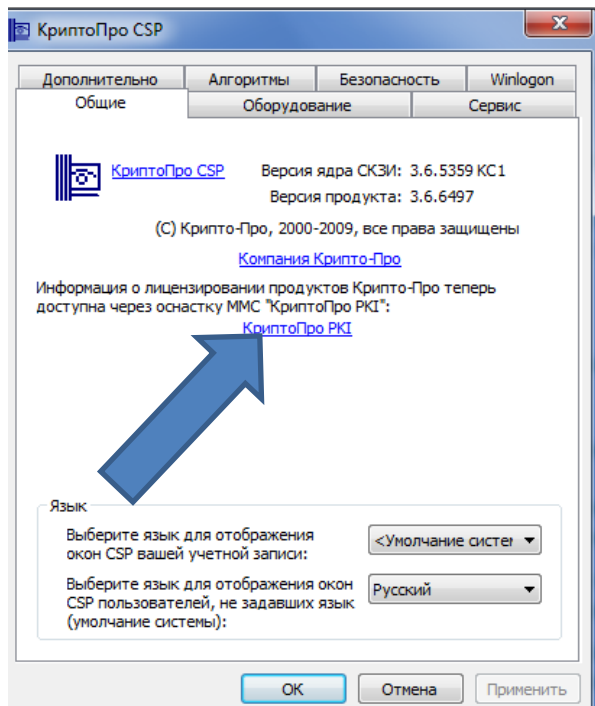 КриптоПро CSP
Дополнительно Алгоритмы Безопасность Winlogon
Общие Оборудование Сервис
КриптоПро CSP Версия ядра СКЗИ: 3.6.5359 КС1
Версия продукта: 3.6.6497
(C) Крипто-Про, 2000-2009, все права защищены
Компания Крипто-Про
Информация о лицензировании продуктов Крипто-Про теперь
доступна через оснастку ММС "КриптоПро PKI":
КриптоПро PKI
Язык
Выберите язык для отображения
окон CSP вашей учетной записи:
<Умолчание систег
Выберите язык для отображения окон
CSP пользователей, не задавших язык
(умолчание системы):
Русский
ОК Отмена Применить